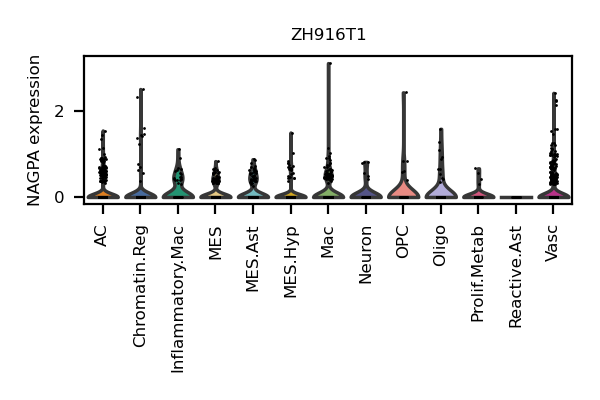 ZH916T1
NAGPA expression
2
0
AC
Chromatin.Reg
Inflammatory.Mac
MES
MES.Ast
MES.Hyp
Mac
Neuron
OPC
Oligo
Prolif.Metab
Reactive.Ast
Vasc